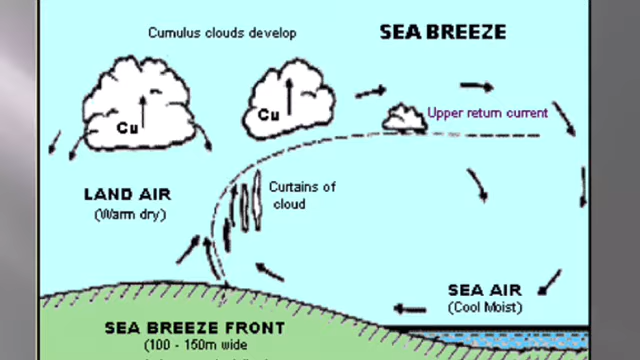 Cumulus clouds develop
SEA BREEZE
Cu
Cu
Upper return current
LAND AIR
(Warm dry)
Curtains of
cloud
SEA AIR
(Cool Moist)
SEA BREEZE FRONT
(100 - 150m wide